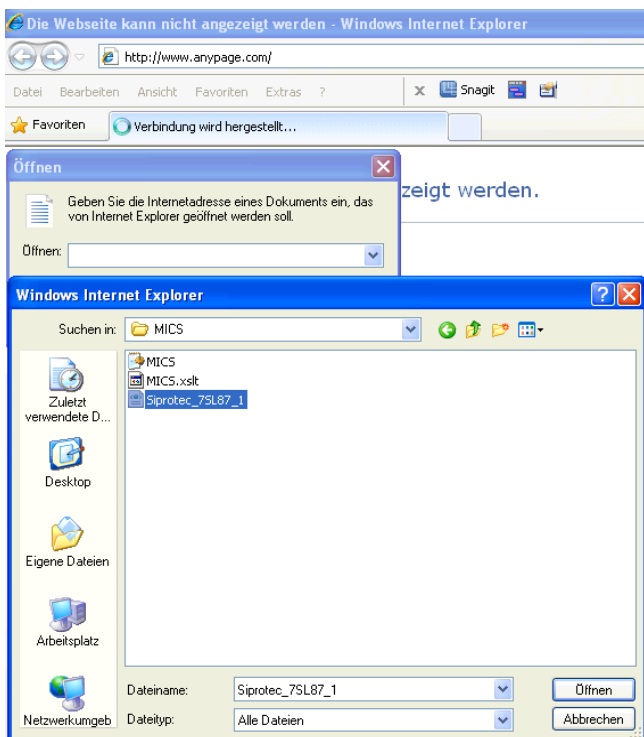 Die Webseite kann nicht angezeigt werden - Windows Internet Explorer
http://www.anypage.com/
Datei Bearbeiten Ansicht Favoriten Extras ? x Snagit
Favoriten Verbindung wird hergestellt...
Öffnen
zeigt werden.
Geben Sie die Internetadresse eines Dokuments ein, das
von Internet Explorer geöffnet werden soll.
Öffnen:
Windows Internet Explorer
Suchen in: MICS
MICS
MICS.xslt
Siprotec_7SL87_1
Zuletzt
verwendete D...
Desktop
Eigene Dateien
Arbeitsplatz
Netzwerkumgeb
Dateiname: Siprotec_7SL87_1 Öffnen
Dateityp: Alle Dateien Abbrechen